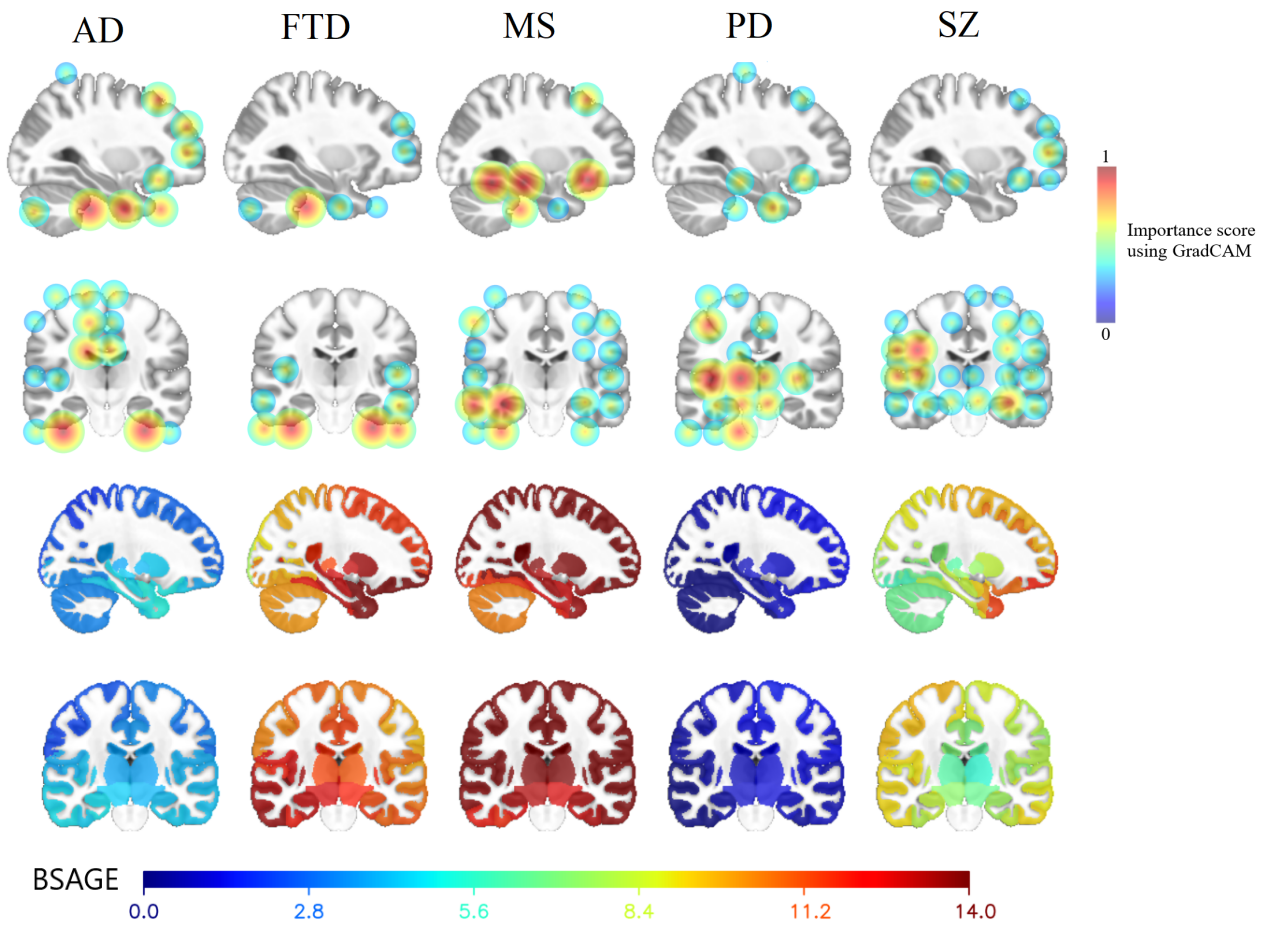 AD FTD MS PD SZ
1
Importance score
using GradCAM
0
BSAGE
0.0 2.8 5.6 8.4 11.2 14.0